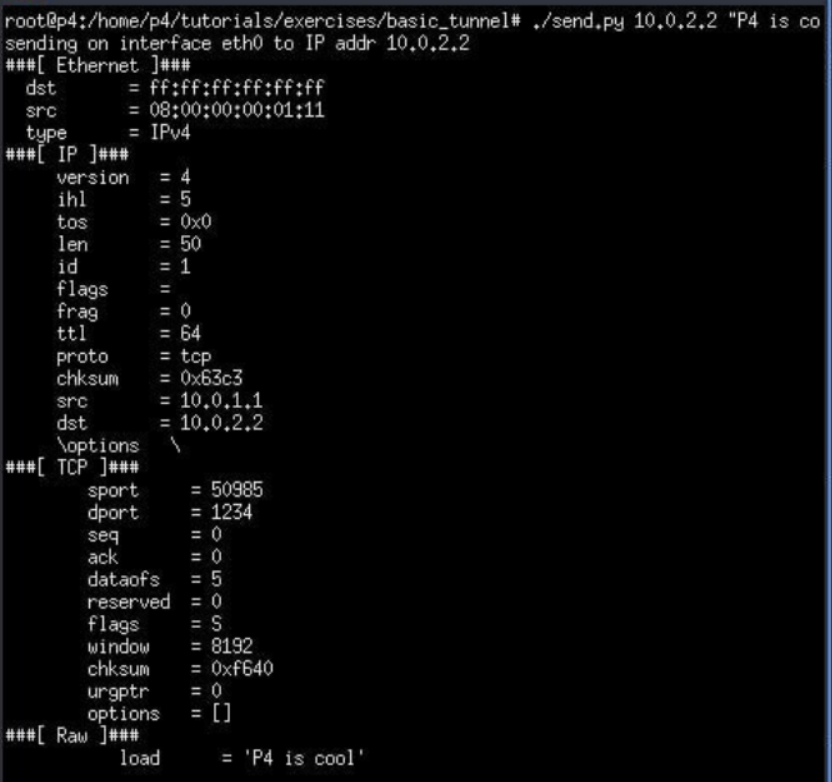 root@p4:/home/p4/tutorials/exercises/basic_tunnel# ./send.py 10.0.2.2 "P4 is co
sending on interface eth0 to IP addr 10.0.2.2
###[ Ethernet ]###
  dst       = ff:ff:ff:ff:ff:ff
  src       = 08:00:00:00:01:11
  type      = IPv4
###[ IP ]###
     version   = 4
     ihl       = 5
     tos       = 0x0
     len       = 50
     id        = 1
     flags     =
     frag      = 0
     ttl       = 64
     proto     = tcp
     chksum    = 0x63c3
     src       = 10.0.1.1
     dst       = 10.0.2.2
     \options   \
###[ TCP ]###
        sport     = 50985
        dport     = 1234
        seq       = 0
        ack       = 0
        dataofs   = 5
        reserved  = 0
        flags     = S
        window    = 8192
        chksum    = 0xf640
        urgptr    = 0
        options   = []
###[ Raw ]###
           load      = 'P4 is cool'